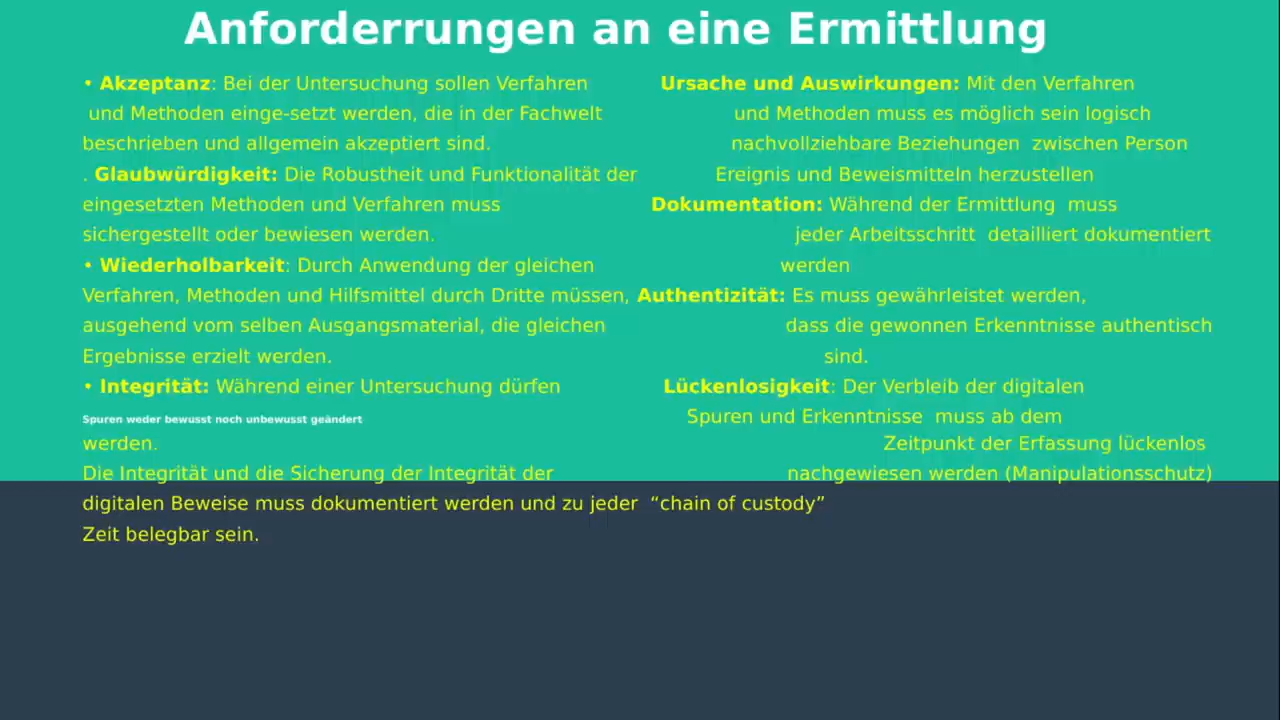 Anforderrungen an eine Ermittlung
• Akzeptanz: Bei der Untersuchung sollen Verfahren
und Methoden einge-setzt werden, die in der Fachwelt
beschrieben und allgemein akzeptiert sind.
. Glaubwürdigkeit: Die Robustheit und Funktionalität der
eingesetzten Methoden und Verfahren muss
sichergestellt oder bewiesen werden.
• Wiederholbarkeit: Durch Anwendung der gleichen
Verfahren, Methoden und Hilfsmittel durch Dritte müssen,
ausgehend vom selben Ausgangsmaterial, die gleichen
Ergebnisse erzielt werden.
• Integrität: Während einer Untersuchung dürfen
Spuren weder bewusst noch unbewusst geändert
werden.
Die Integrität und die Sicherung der Integrität der
digitalen Beweise muss dokumentiert werden und zu jeder
Zeit belegbar sein.
Ursache und Auswirkungen: Mit den Verfahren
und Methoden muss es möglich sein logisch
nachvollziehbare Beziehungen zwischen Person
Ereignis und Beweismitteln herzustellen
Dokumentation: Während der Ermittlung muss
jeder Arbeitsschritt detailliert dokumentiert
werden
Authentizität: Es muss gewährleistet werden,
dass die gewonnen Erkenntnisse authentisch
sind.
Lückenlosigkeit: Der Verbleib der digitalen
Spuren und Erkenntnisse muss ab dem
Zeitpunkt der Erfassung lückenlos
nachgewiesen werden (Manipulationsschutz)
“chain of custody”